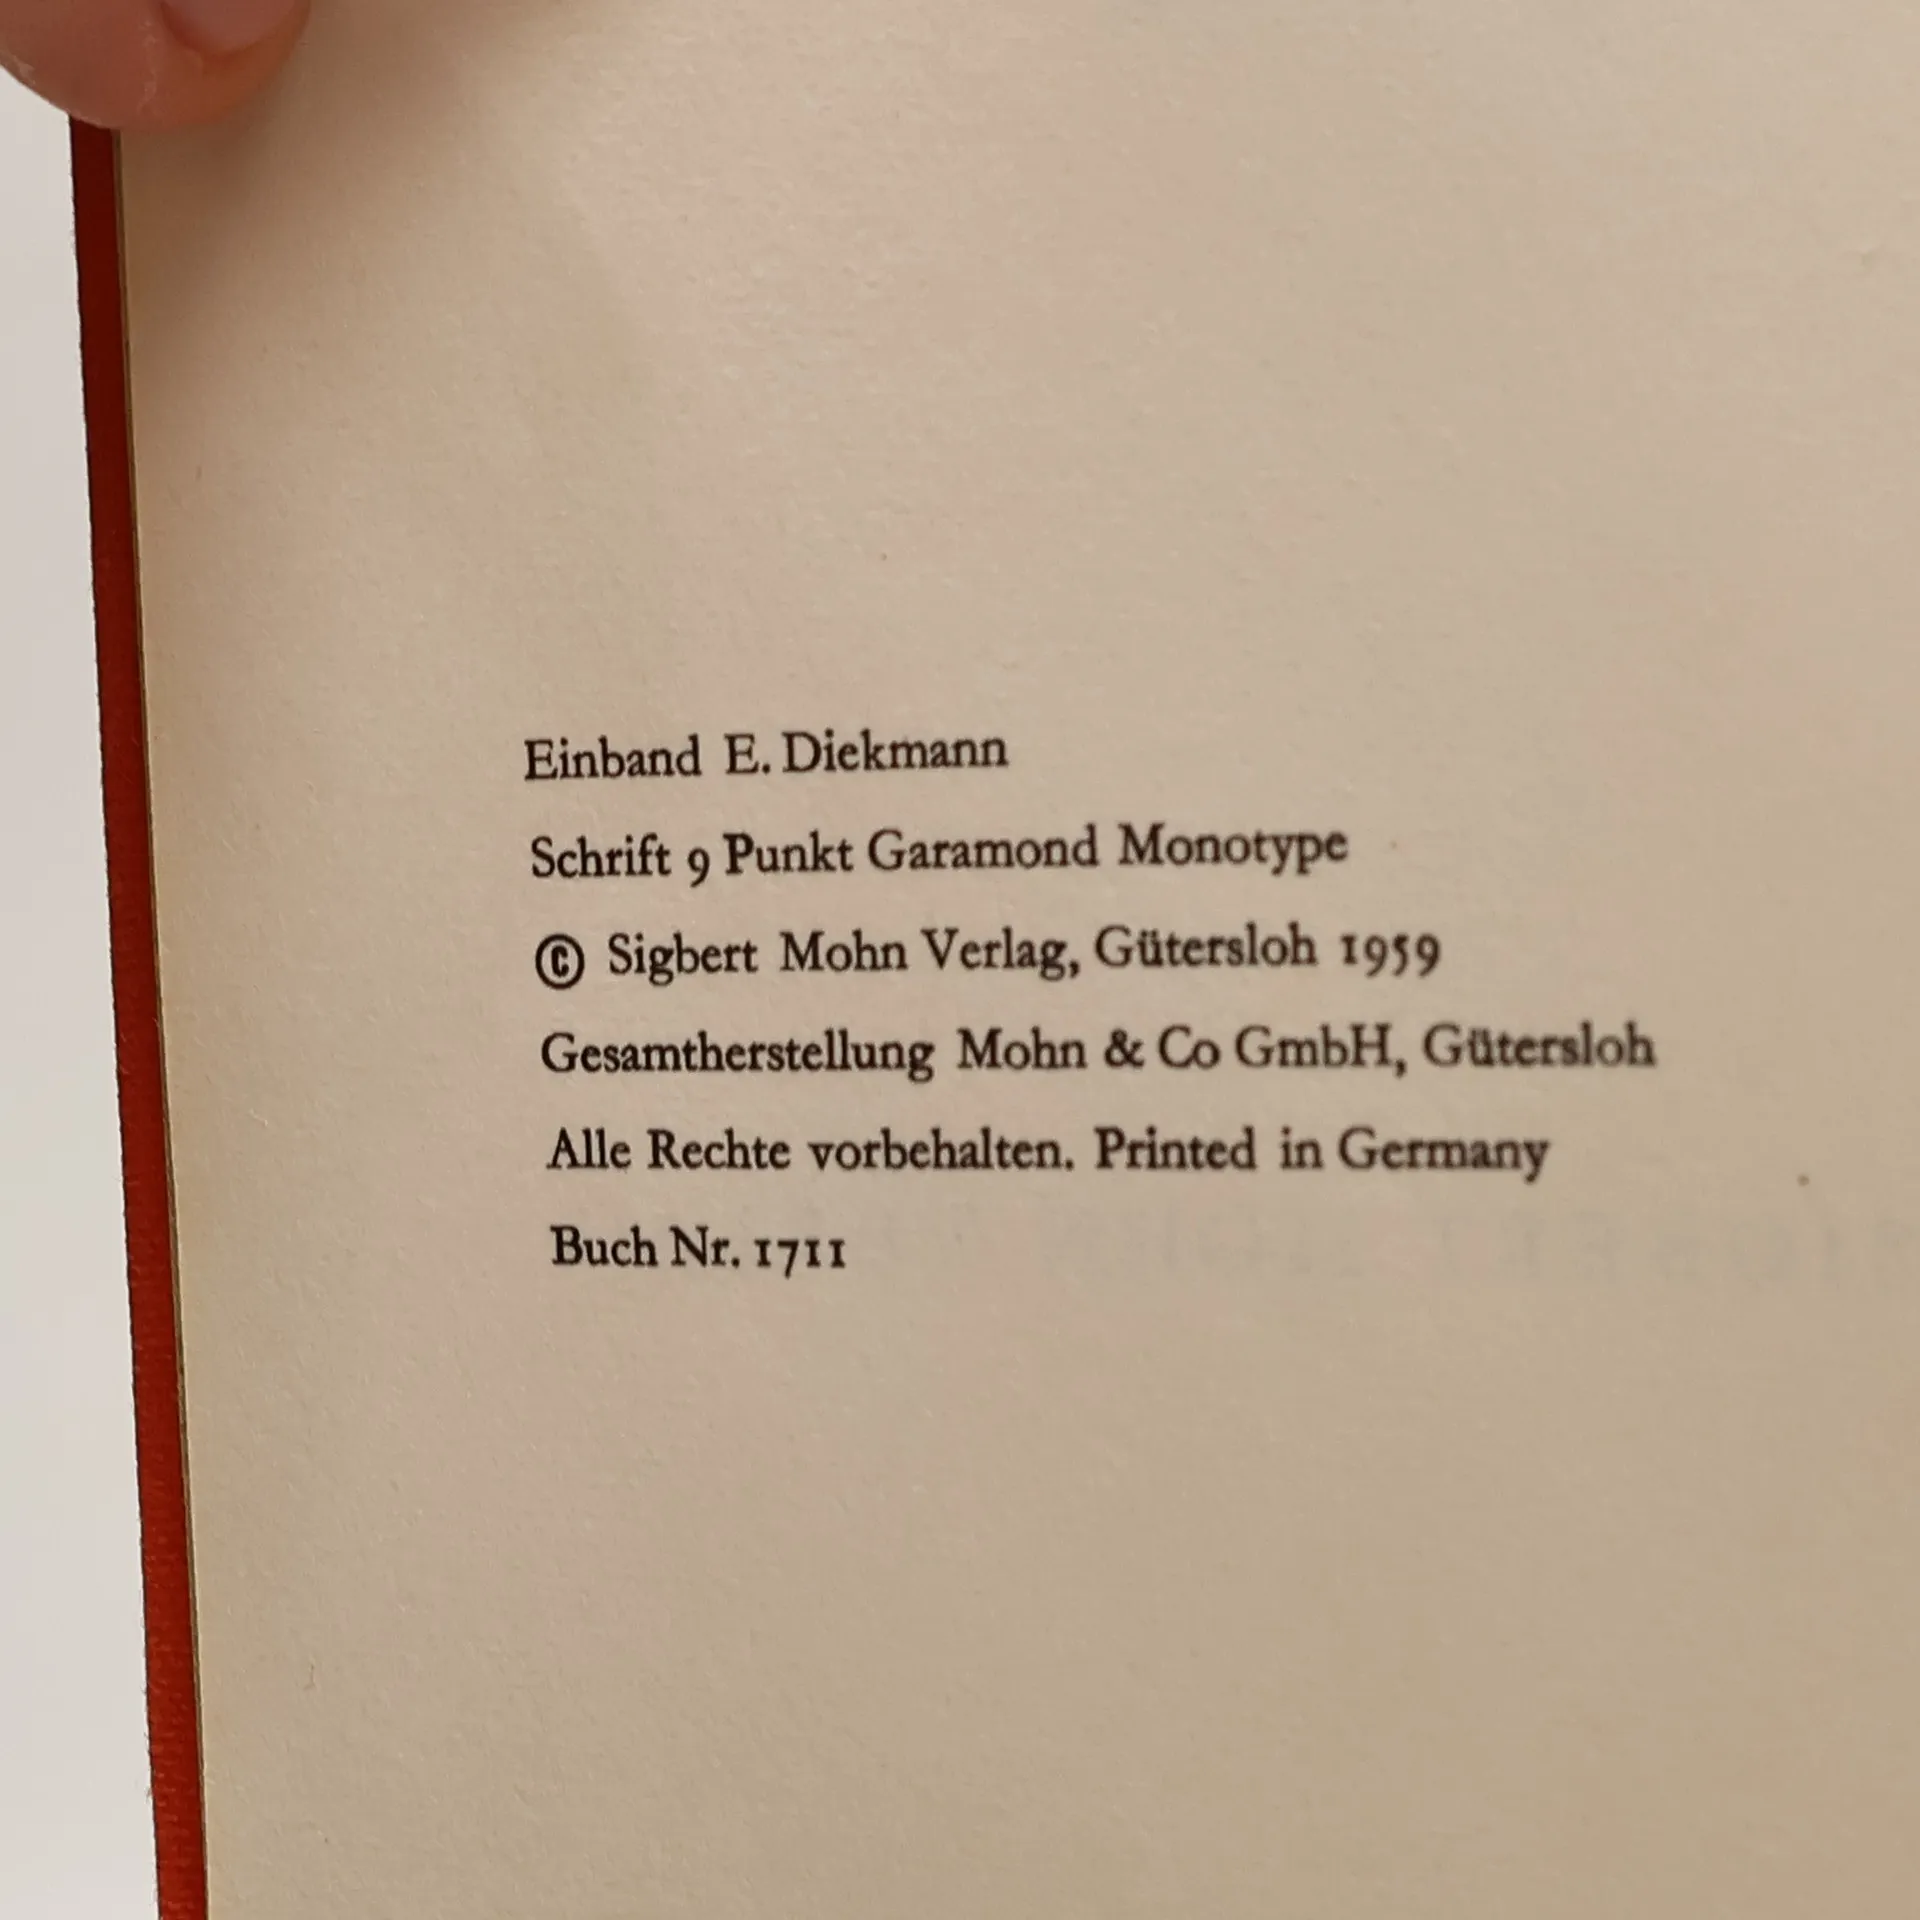 Einband E. Diekmann
Schrift 9 Punkt Garamond Monotype
© Sigbert Mohn Verlag, Gütersloh 1959
Gesamtherstellung Mohn & Co GmbH, Gütersloh
Alle Rechte vorbehalten. Printed in Germany
Buch Nr. 1711